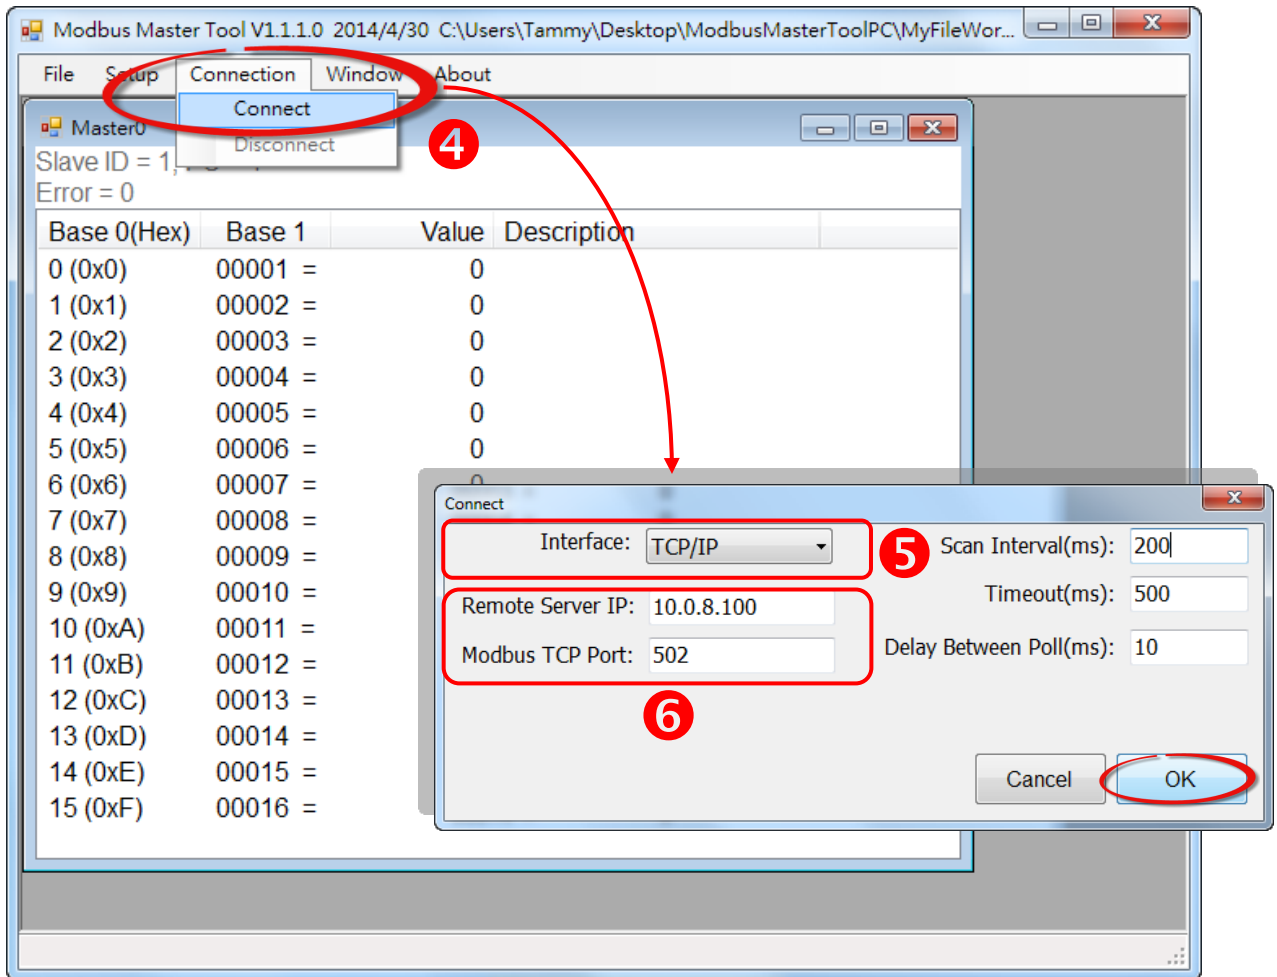 Modbus Master Tool V1.1.1.0 2014/4/30 C:\Users\Tammy\Desktop\ModbusMasterToolPC\MyFileWor...
File Setup Connection Window About
Connect
Disconnect
4
Master0
Slave ID = 1,
Error = 0
Base 0(Hex) Base 1 Value Description
0 (0x0) 00001 = 0
1 (0x1) 00002 = 0
2 (0x2) 00003 = 0
3 (0x3) 00004 = 0
4 (0x4) 00005 = 0
5 (0x5) 00006 = 0
6 (0x6) 00007 = 0
7 (0x7) 00008 =
8 (0x8) 00009 =
9 (0x9) 00010 =
10 (0xA) 00011 =
11 (0xB) 00012 =
12 (0xC) 00013 =
13 (0xD) 00014 =
14 (0xE) 00015 =
15 (0xF) 00016 =
Connect
Interface: TCP/IP
5
Scan Interval(ms): 200
Remote Server IP: 10.0.8.100
Timeout(ms): 500
Modbus TCP Port: 502
Delay Between Poll(ms): 10
6
Cancel OK